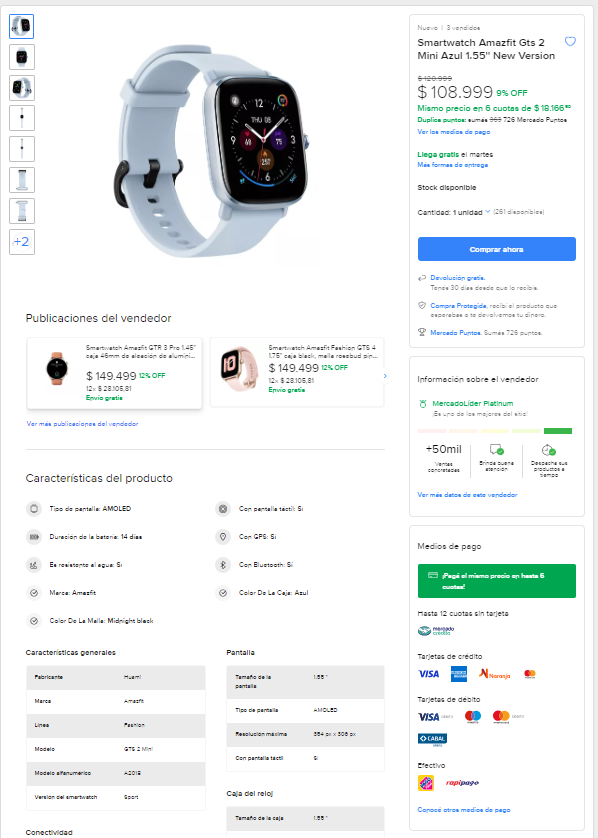 Nuevo | 3 vendidos
Smartwatch Amazfit Gts 2
Mini Azul 1.55" New Version
$ 120.999
$ 108.999 9% OFF
Mismo precio en 6 cuotas de $ 18.166
Duplica puntos: sumás 363 726 Mercado Puntos
Ver los medios de pago
Llega gratis el martes
Más formas de entrega
Stock disponible
Cantidad: 1 unidad (261 disponibles)
Comprar ahora
Devolución gratis.
Tenés 30 días desde que lo recibís.
Compra Protegida, recibí el producto que
esperabas o te devolvemos tu dinero.
Mercado Puntos. Sumás 726 puntos.
12
THU 08
+2
Publicaciones del vendedor
Smartwatch Amazfit GTR 3 Pro 1.45"
caja 46mm de aleación de alumini...
$ 149.499 12% OFF
12x $ 28.105,81
Envío gratis
Smartwatch Amazfit Fashion GTS 4
1.75" caja black, malla rosebud pin...
$ 149.499 12% OFF
12x $ 28.105,81
Envío gratis
Ver más publicaciones del vendedor
Información sobre el vendedor
MercadoLíder Platinum
¡Es uno de los mejores del sitio!
+50mil
Ventas
concretadas
Brinda buena
atención
Despacha sus
productos a
tiempo
Ver más datos de este vendedor
Características del producto
Tipo de pantalla: AMOLED
Con pantalla táctil: Sí
Duración de la batería: 14 días
Con GPS: Sí
Es resistente al agua: Sí
Con Bluetooth: Sí
Marca: Amazfit
Color De La Caja: Azul
Color De La Malla: Midnight black
Características generales
Fabricante Huami
Marca Amazfit
Línea Fashion
Modelo GTS 2 Mini
Modelo alfanumérico A2018
Versión del smartwatch Sport
Conectividad
Pantalla
Tamaño de la
pantalla 1.55 "
Tipo de pantalla AMOLED
Resolución máxima 354 px x 306 px
Con pantalla táctil Sí
Caja del reloj
Tamaño de la caja 1.55 "
Medios de pago
¡Pagá el mismo precio en hasta 6
cuotas!
Hasta 12 cuotas sin tarjeta
mercado
crédito
Tarjetas de crédito
VISA Naranja
Tarjetas de débito
VISA
CABAL
Efectivo
rapipago
Conocé otros medios de pago